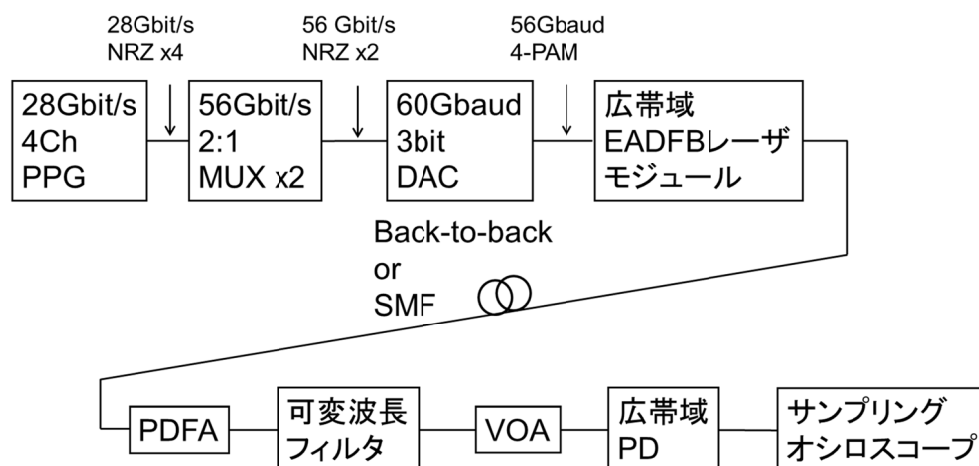 28Gbit/s
NRZ x4
56 Gbit/s
NRZ x2
56Gbaud
4-PAM
28Gbit/s
4Ch
PPG
56Gbit/s
2:1
MUX x2
60Gbaud
3bit
DAC
広帯域
EADFBレーザ
モジュール
Back-to-back
or
SMF
PDFA
可変波長
フィルタ
VOA
広帯域
PD
サンプリング
オシロスコープ